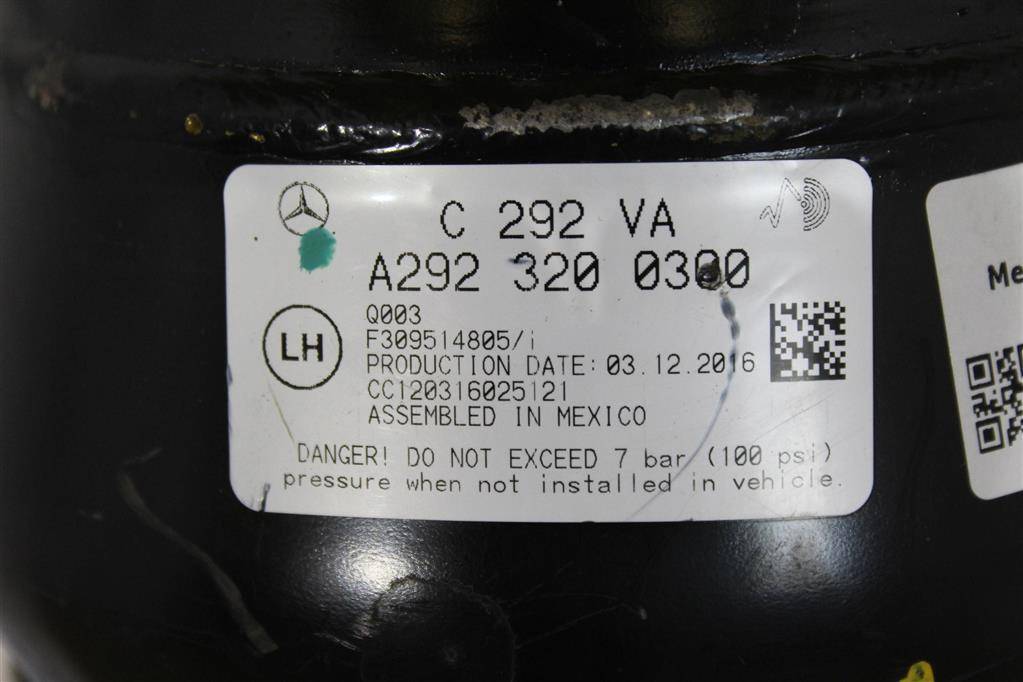 C 292 VA
A292 320 0300
LH
Q003
F309514805/i
PRODUCTION DATE: 03.12.2016
CC120316025121
ASSEMBLED IN MEXICO
DANGER! DO NOT EXCEED 7 bar (100 psi)
pressure when not installed in vehicle.
Me